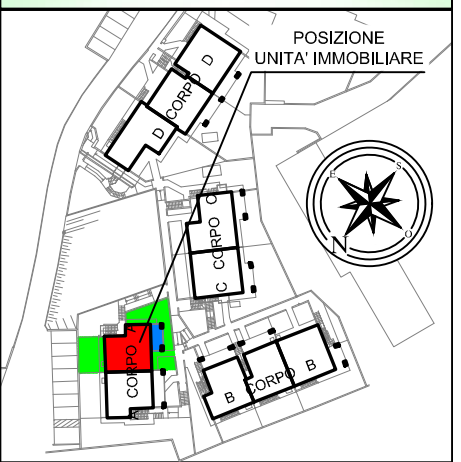 POSIZIONE
UNITA' IMMOBILIARE
CORPO D
D
S
E
O
N
CORPO C
C
CORPO A
A
CORPO B
B